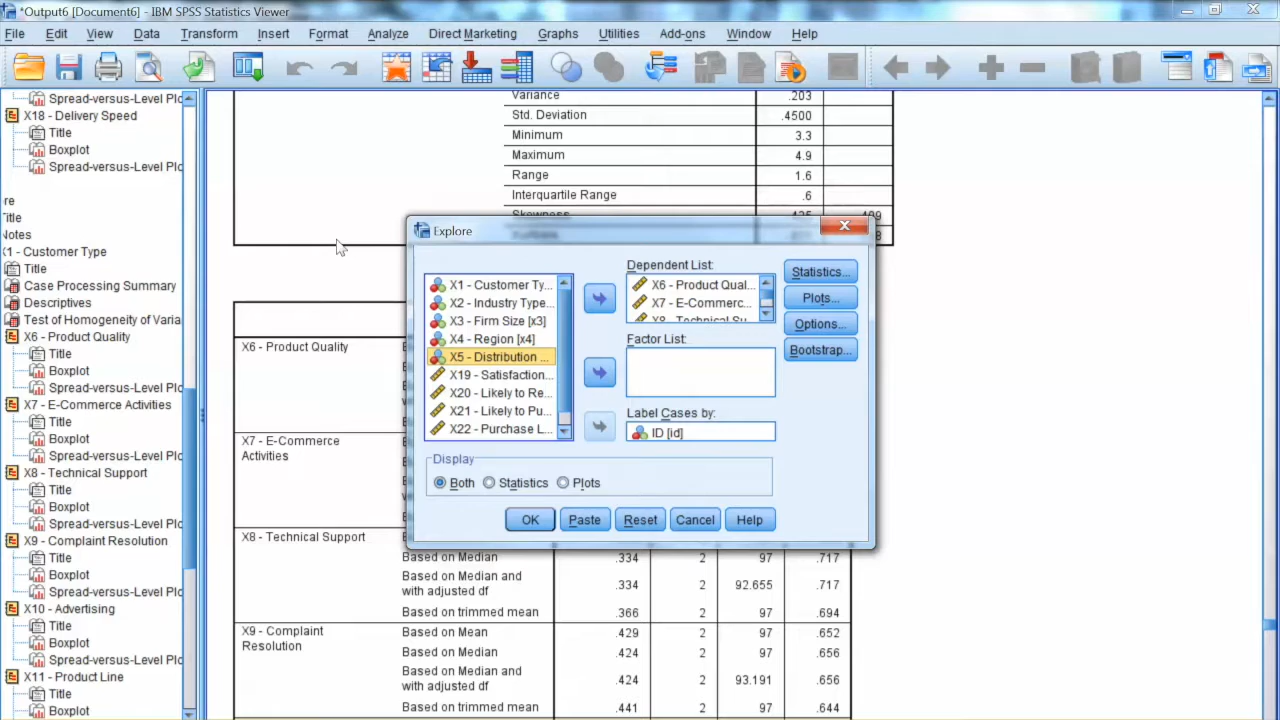 *Output6 [Document6] - IBM SPSS Statistics Viewer
File Edit View Data Transform Insert Format Analyze Direct Marketing Graphs Utilities Add-ons Window Help
Spread-versus-Level Plo
X18 - Delivery Speed
Title
Boxplot
Spread-versus-Level Plo
re
Title
Notes
X1 - Customer Type
Title
Case Processing Summary
Descriptives
Test of Homogeneity of Varia
X6 - Product Quality
Title
Boxplot
Spread-versus-Level Plo
X7 - E-Commerce Activities
Title
Boxplot
Spread-versus-Level Plo
X8 - Technical Support
Title
Boxplot
Spread-versus-Level Plo
X9 - Complaint Resolution
Title
Boxplot
Spread-versus-Level Plo
X10 - Advertising
Title
Boxplot
Spread-versus-Level Plo
X11 - Product Line
Title
Boxplot
Variance .203
Std. Deviation .4500
Minimum 3.3
Maximum 4.9
Range 1.6
Interquartile Range .6
Skewness
Explore
X1 - Customer Ty...
X2 - Industry Type...
X3 - Firm Size [x3]
X4 - Region [x4]
X5 - Distribution ...
X19 - Satisfaction...
X20 - Likely to Re...
X21 - Likely to Pu...
X22 - Purchase L...
Dependent List:
X6 - Product Qual...
X7 - E-Commerc...
X8 - Technical Su
Factor List:
Label Cases by:
ID [id]
Statistics...
Plots...
Options...
Bootstrap...
Display
Both Statistics Plots
OK Paste Reset Cancel Help
X6 - Product Quality
X7 - E-Commerce
Activities
X8 - Technical Support
Based on Median .334 2 97 .717
Based on Median and
with adjusted df .334 2 92.655 .717
Based on trimmed mean .366 2 97 .694
X9 - Complaint
Resolution
Based on Mean .429 2 97 .652
Based on Median .424 2 97 .656
Based on Median and
with adjusted df .424 2 93.191 .656
Based on trimmed mean .441 2 97 .644